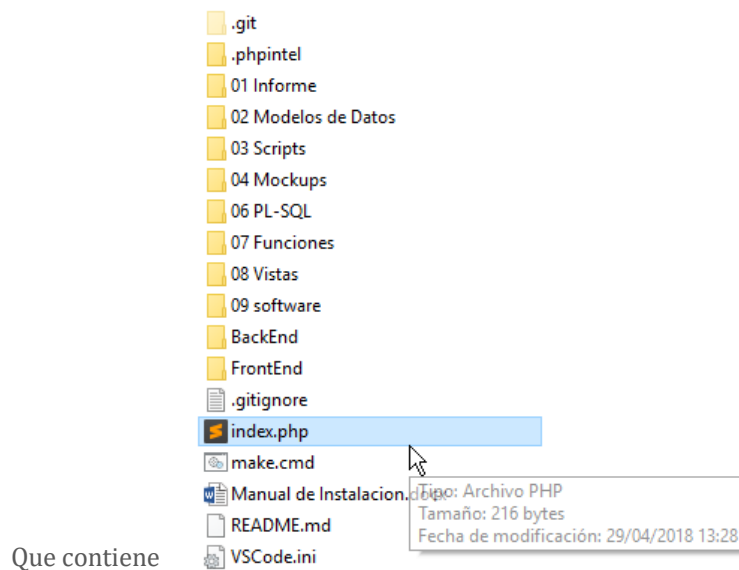 .git
.phpintel
01 Informe
02 Modelos de Datos
03 Scripts
04 Mockups
06 PL-SQL
07 Funciones
08 Vistas
09 software
BackEnd
FrontEnd
.gitignore
index.php
make.cmd
Manual de Instalacion.docx
Tipo: Archivo PHP
Tamaño: 216 bytes
Fecha de modificación: 29/04/2018 13:28
README.md
Que contiene
VSCode.ini